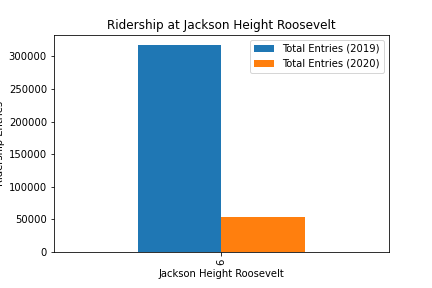 Ridership at Jackson Height Roosevelt
Total Entries (2019)
Total Entries (2020)
300000
250000
200000
150000
100000
50000
0
Ridership Entries
6
Jackson Height Roosevelt